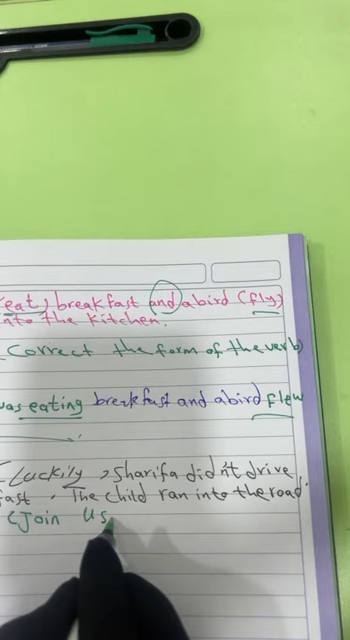 eat) breakfast and a bird (fly)
into the kitchen.
Correct the form of the verb
was eating breakfast and a bird flew
Luckily, Sharifa didn't drive
fast. The child ran into the road.
(Join Us